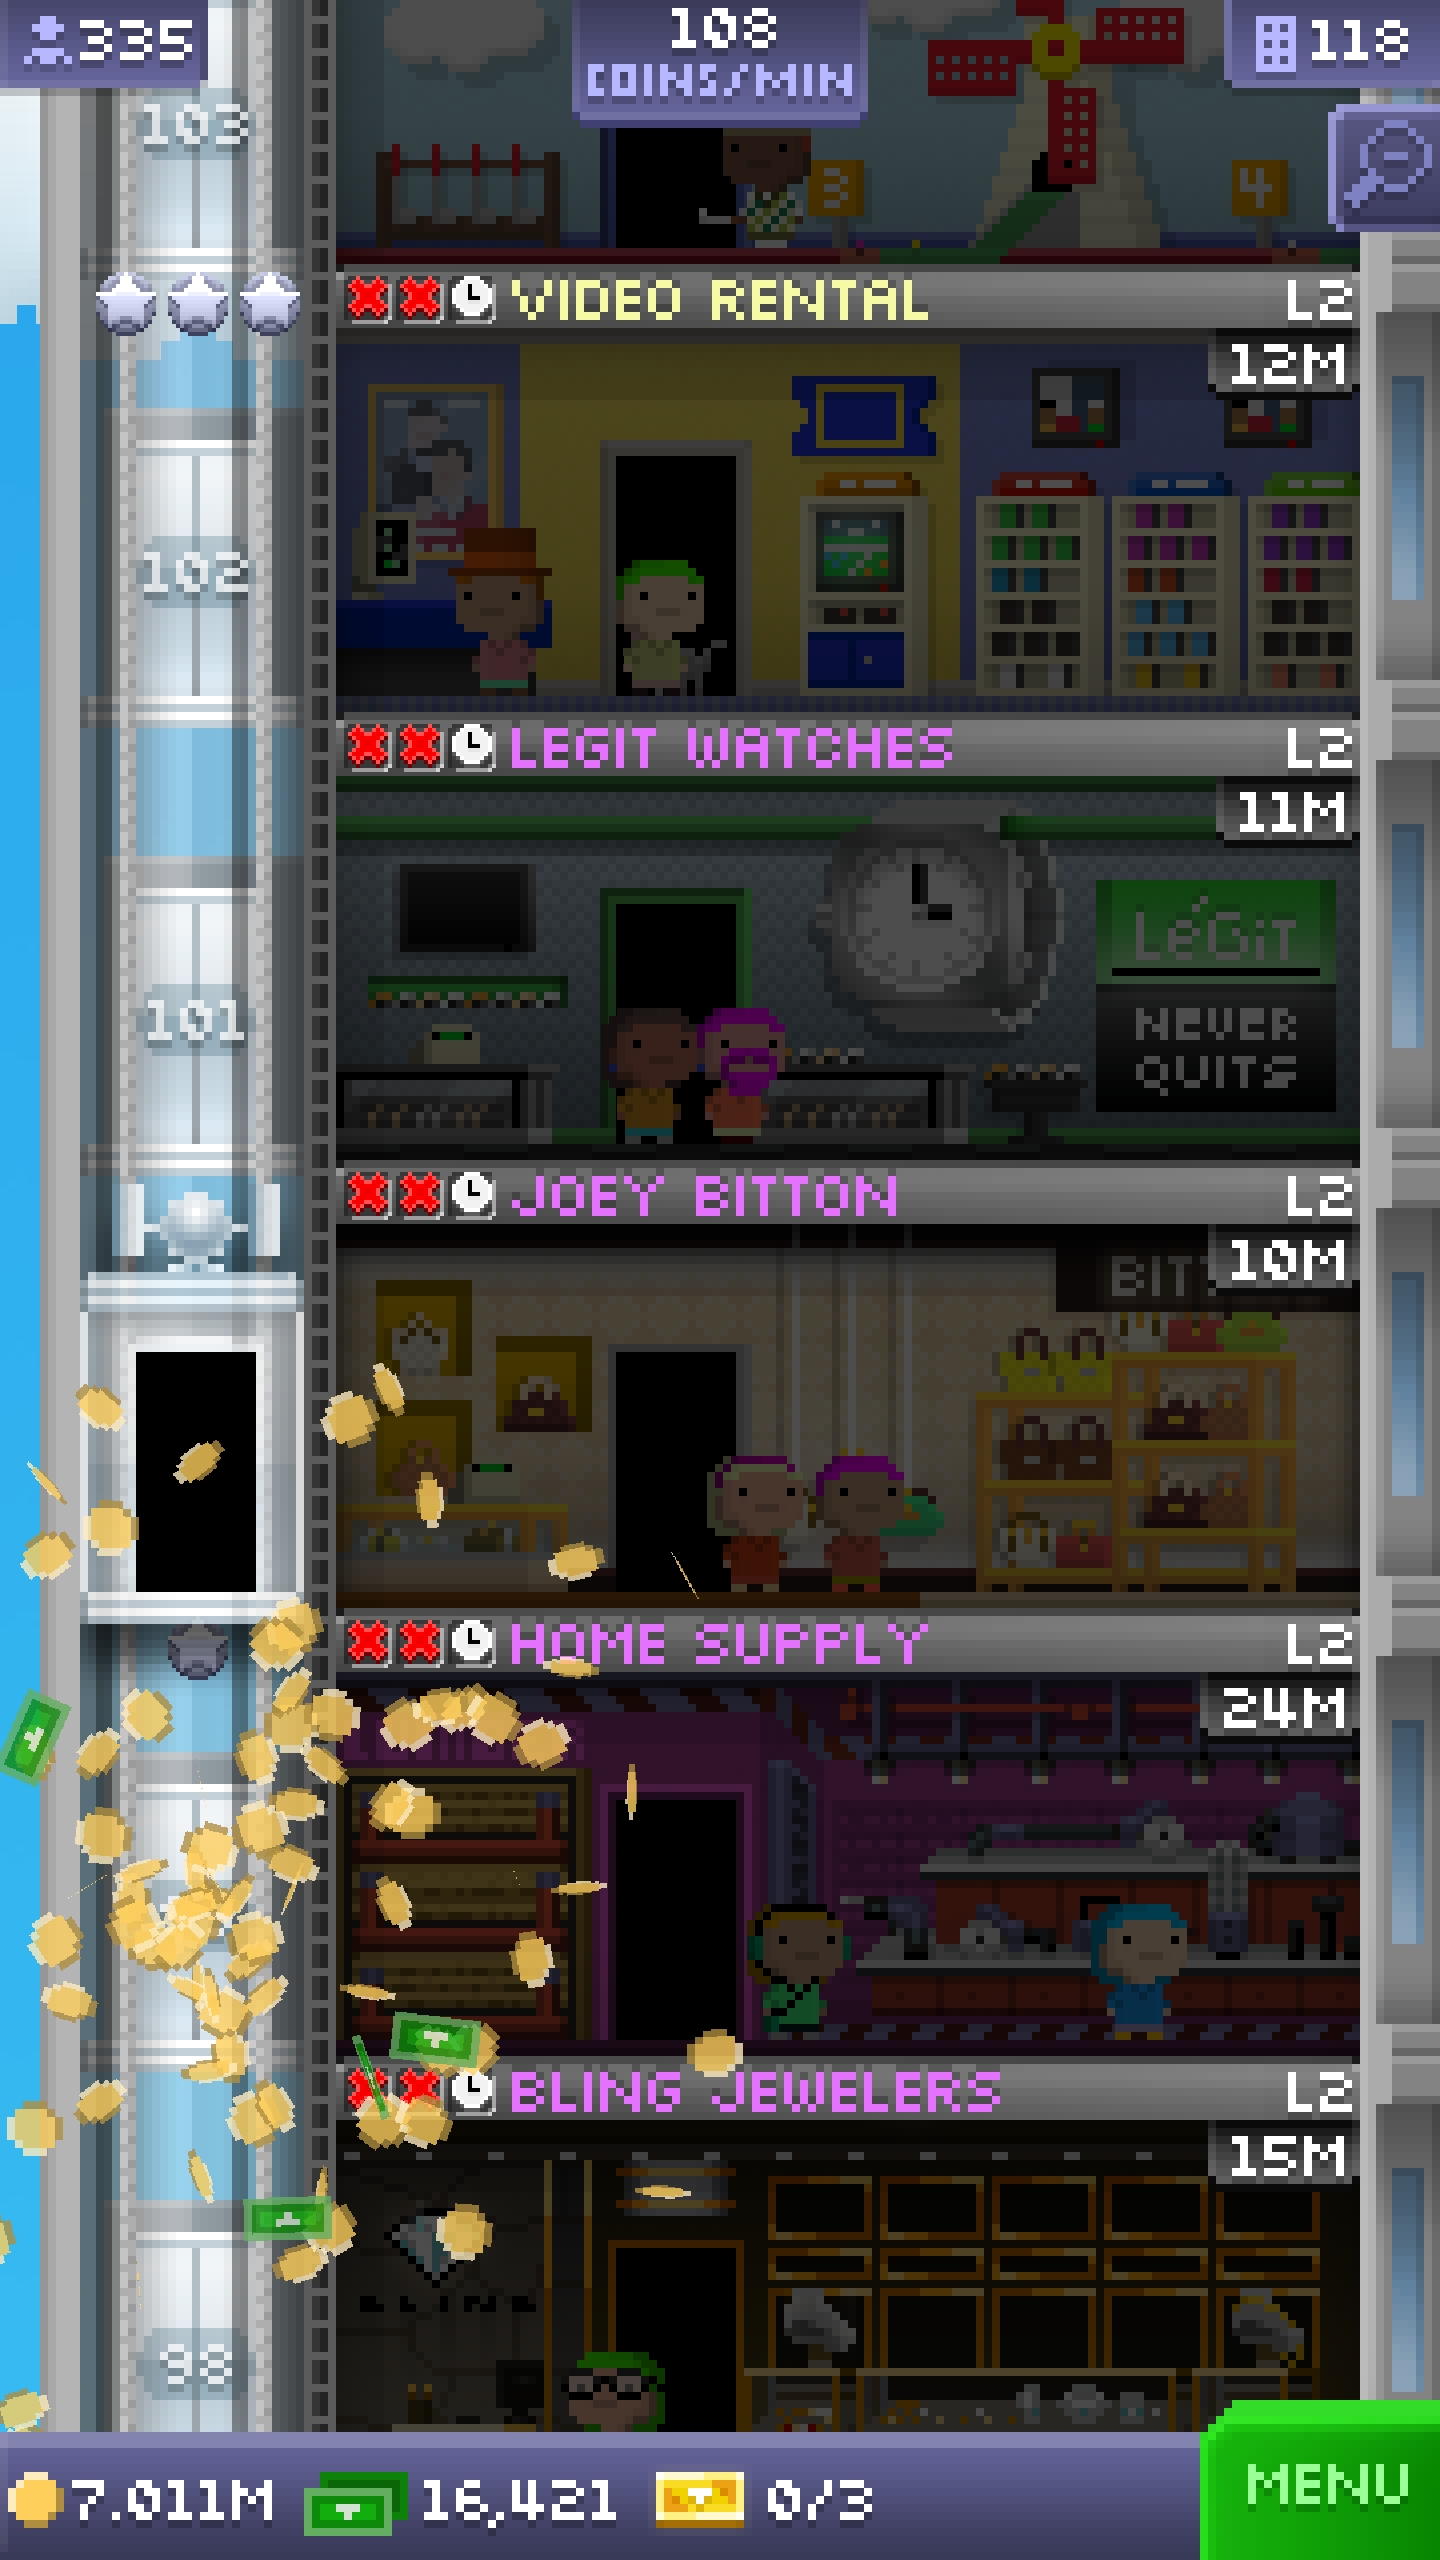 335
108
COINS/MIN
118
103
3
4
VIDEO RENTAL
L2
12M
102
LEGIT WATCHES
L2
11M
LéGiT
NEVER
QUITS
101
JOEY BITTON
L2
10M
HOME SUPPLY
L2
24M
BLING JEWELERS
L2
15M
BLING
98
7.011M
16,421
0/3
MENU